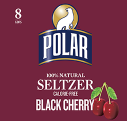 8
POLAR
100% NATURAL
SELTZER
CALORIE-FREE
BLACK CHERRY